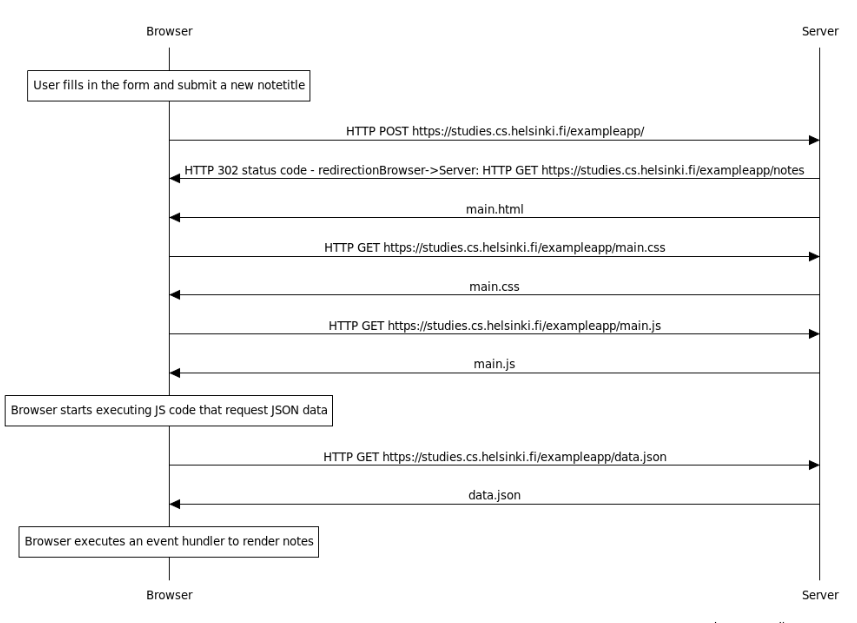 Browser Server
User fills in the form and submit a new notetitle
HTTP POST https://studies.cs.helsinki.fi/exampleapp/
HTTP 302 status code - redirectionBrowser->Server: HTTP GET https://studies.cs.helsinki.fi/exampleapp/notes
main.html
HTTP GET https://studies.cs.helsinki.fi/exampleapp/main.css
main.css
HTTP GET https://studies.cs.helsinki.fi/exampleapp/main.js
main.js
Browser starts executing JS code that request JSON data
HTTP GET https://studies.cs.helsinki.fi/exampleapp/data.json
data.json
Browser executes an event hundler to render notes
Browser Server